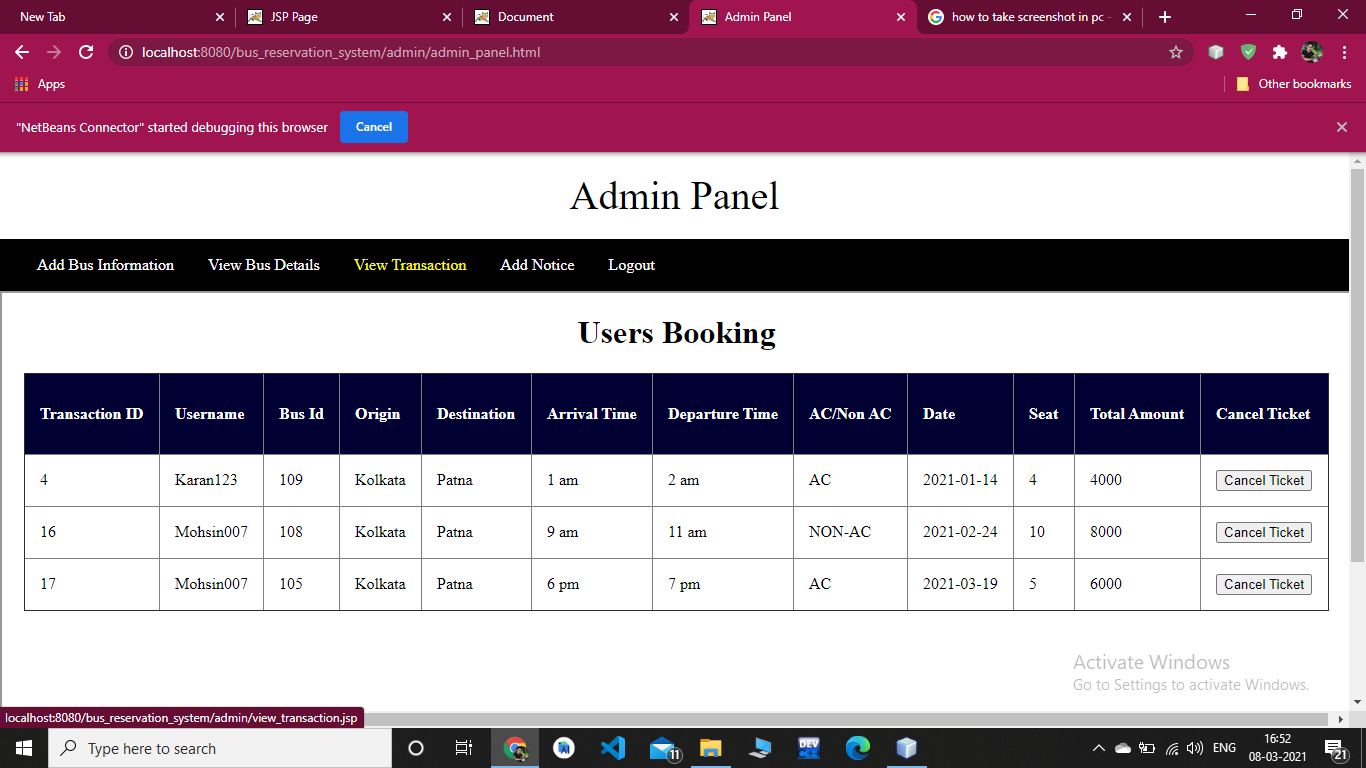 New Tab JSP Page Document Admin Panel how to take screenshot in pc -
localhost:8080/bus_reservation_system/admin/admin_panel.html
Apps Other bookmarks
"NetBeans Connector" started debugging this browser Cancel
Admin Panel
Add Bus Information View Bus Details View Transaction Add Notice Logout
Users Booking
Transaction ID Username Bus Id Origin Destination Arrival Time Departure Time AC/Non AC Date Seat Total Amount Cancel Ticket
4 Karan123 109 Kolkata Patna 1 am 2 am AC 2021-01-14 4 4000 Cancel Ticket
16 Mohsin007 108 Kolkata Patna 9 am 11 am NON-AC 2021-02-24 10 8000 Cancel Ticket
17 Mohsin007 105 Kolkata Patna 6 pm 7 pm AC 2021-03-19 5 6000 Cancel Ticket
Activate Windows
Go to Settings to activate Windows.
localhost:8080/bus_reservation_system/admin/view_transaction.jsp
Type here to search 11 DEV C++ ENG 16:52 21
08-03-2021